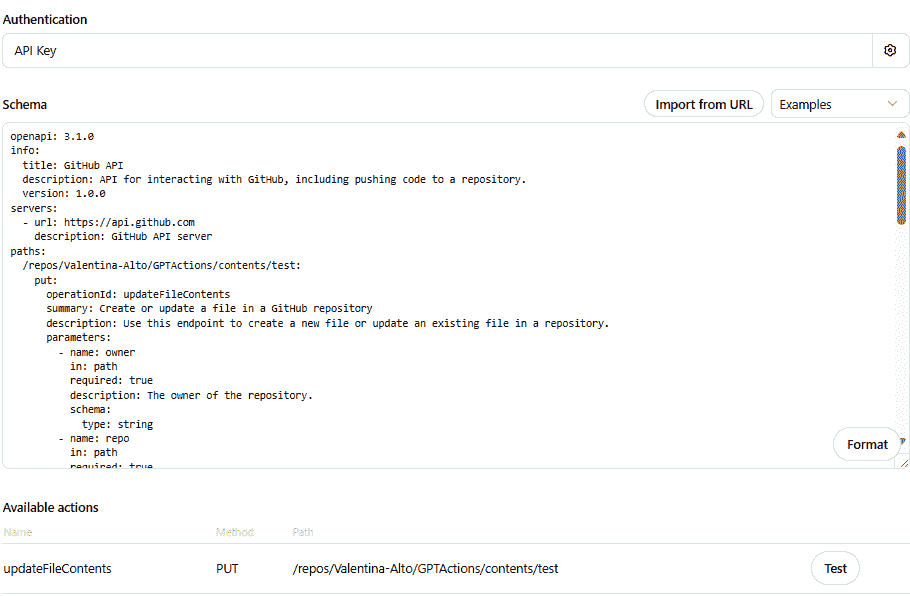 Authentication
API Key
Schema
Import from URL
Examples
openapi: 3.1.0
info:
  title: GitHub API
  description: API for interacting with GitHub, including pushing code to a repository.
  version: 1.0.0
servers:
  - url: https://api.github.com
    description: GitHub API server
paths:
  /repos/Valentina-Alto/GPTActions/contents/test:
    put:
      operationId: updateFileContents
      summary: Create or update a file in a GitHub repository
      description: Use this endpoint to create a new file or update an existing file in a repository.
      parameters:
        - name: owner
          in: path
          required: true
          description: The owner of the repository.
          schema:
            type: string
        - name: repo
          in: path
          required: true
Format
Available actions
Name Method Path
updateFileContents PUT /repos/Valentina-Alto/GPTActions/contents/test Test